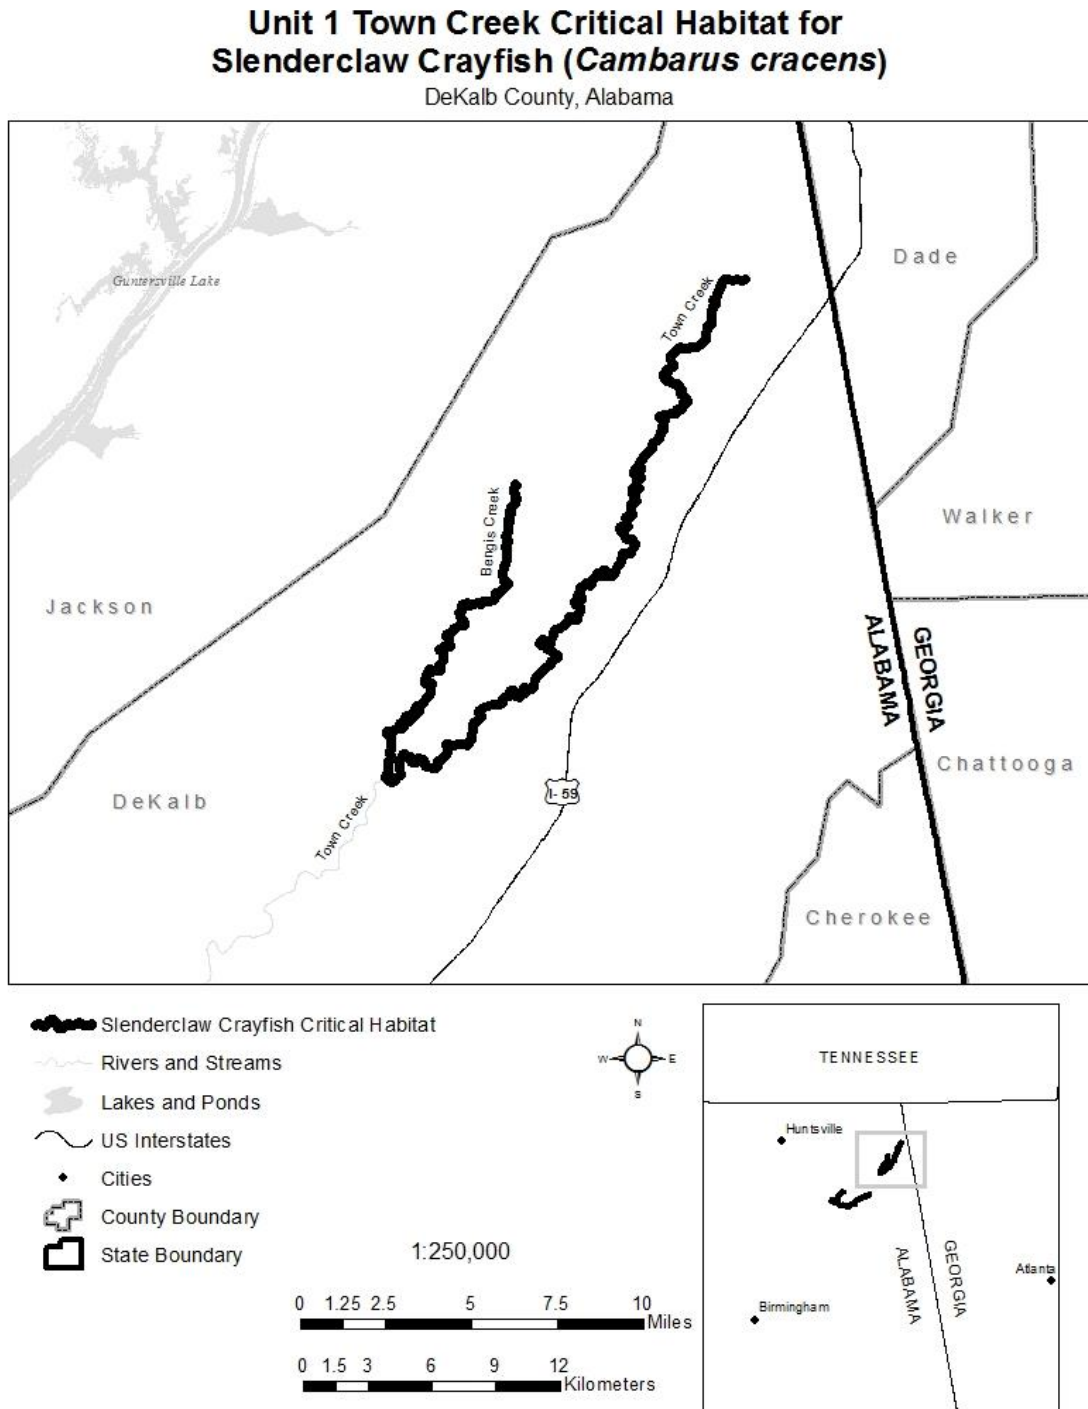 Unit 1 Town Creek Critical Habitat for
Slenderclaw Crayfish (Cambarus cracens)
DeKalb County, Alabama
Dade
Guntersville Lake
Town Creek
Bengis Creek
Walker
Jackson
ALABAMA
GEORGIA
Chattooga
DeKalb
I- 59
Town Creek
Cherokee
Slenderclaw Crayfish Critical Habitat
Rivers and Streams
Lakes and Ponds
US Interstates
Cities
County Boundary
State Boundary
N
W
E
S
1:250,000
0 1.25 2.5 5 7.5 10
Miles
0 1.5 3 6 9 12
Kilometers
TENNESSEE
Huntsville
ALABAMA
GEORGIA
Atlanta
Birmingham